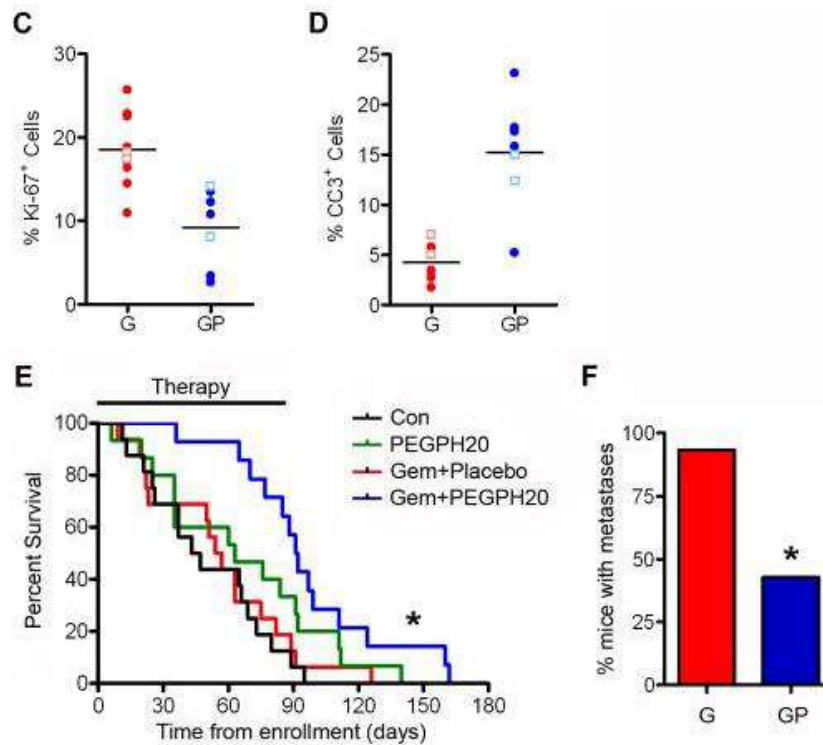 C
% Ki-67+ Cells
30
20
10
0
G
GP
D
% CC3+ Cells
25
20
15
10
5
0
G
GP
E
Therapy
Percent Survival
100
80
60
40
20
0
0
30
60
90
120
150
180
Time from enrollment (days)
Con
PEGPH20
Gem+Placebo
Gem+PEGPH20
*
F
% mice with metastases
100
75
50
25
0
*
G
GP